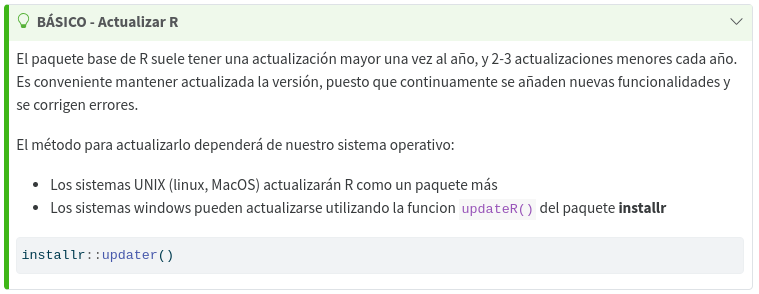 BÁSICO - Actualizar R
El paquete base de R suele tener una actualización mayor una vez al año, y 2-3 actualizaciones menores cada año.
Es conveniente mantener actualizada la versión, puesto que continuamente se añaden nuevas funcionalidades y
se corrigen errores.
El método para actualizarlo dependerá de nuestro sistema operativo:
• Los sistemas UNIX (linux, MacOS) actualizarán R como un paquete más
• Los sistemas windows pueden actualizarse utilizando la funcion updateR() del paquete installr
installr::updater()